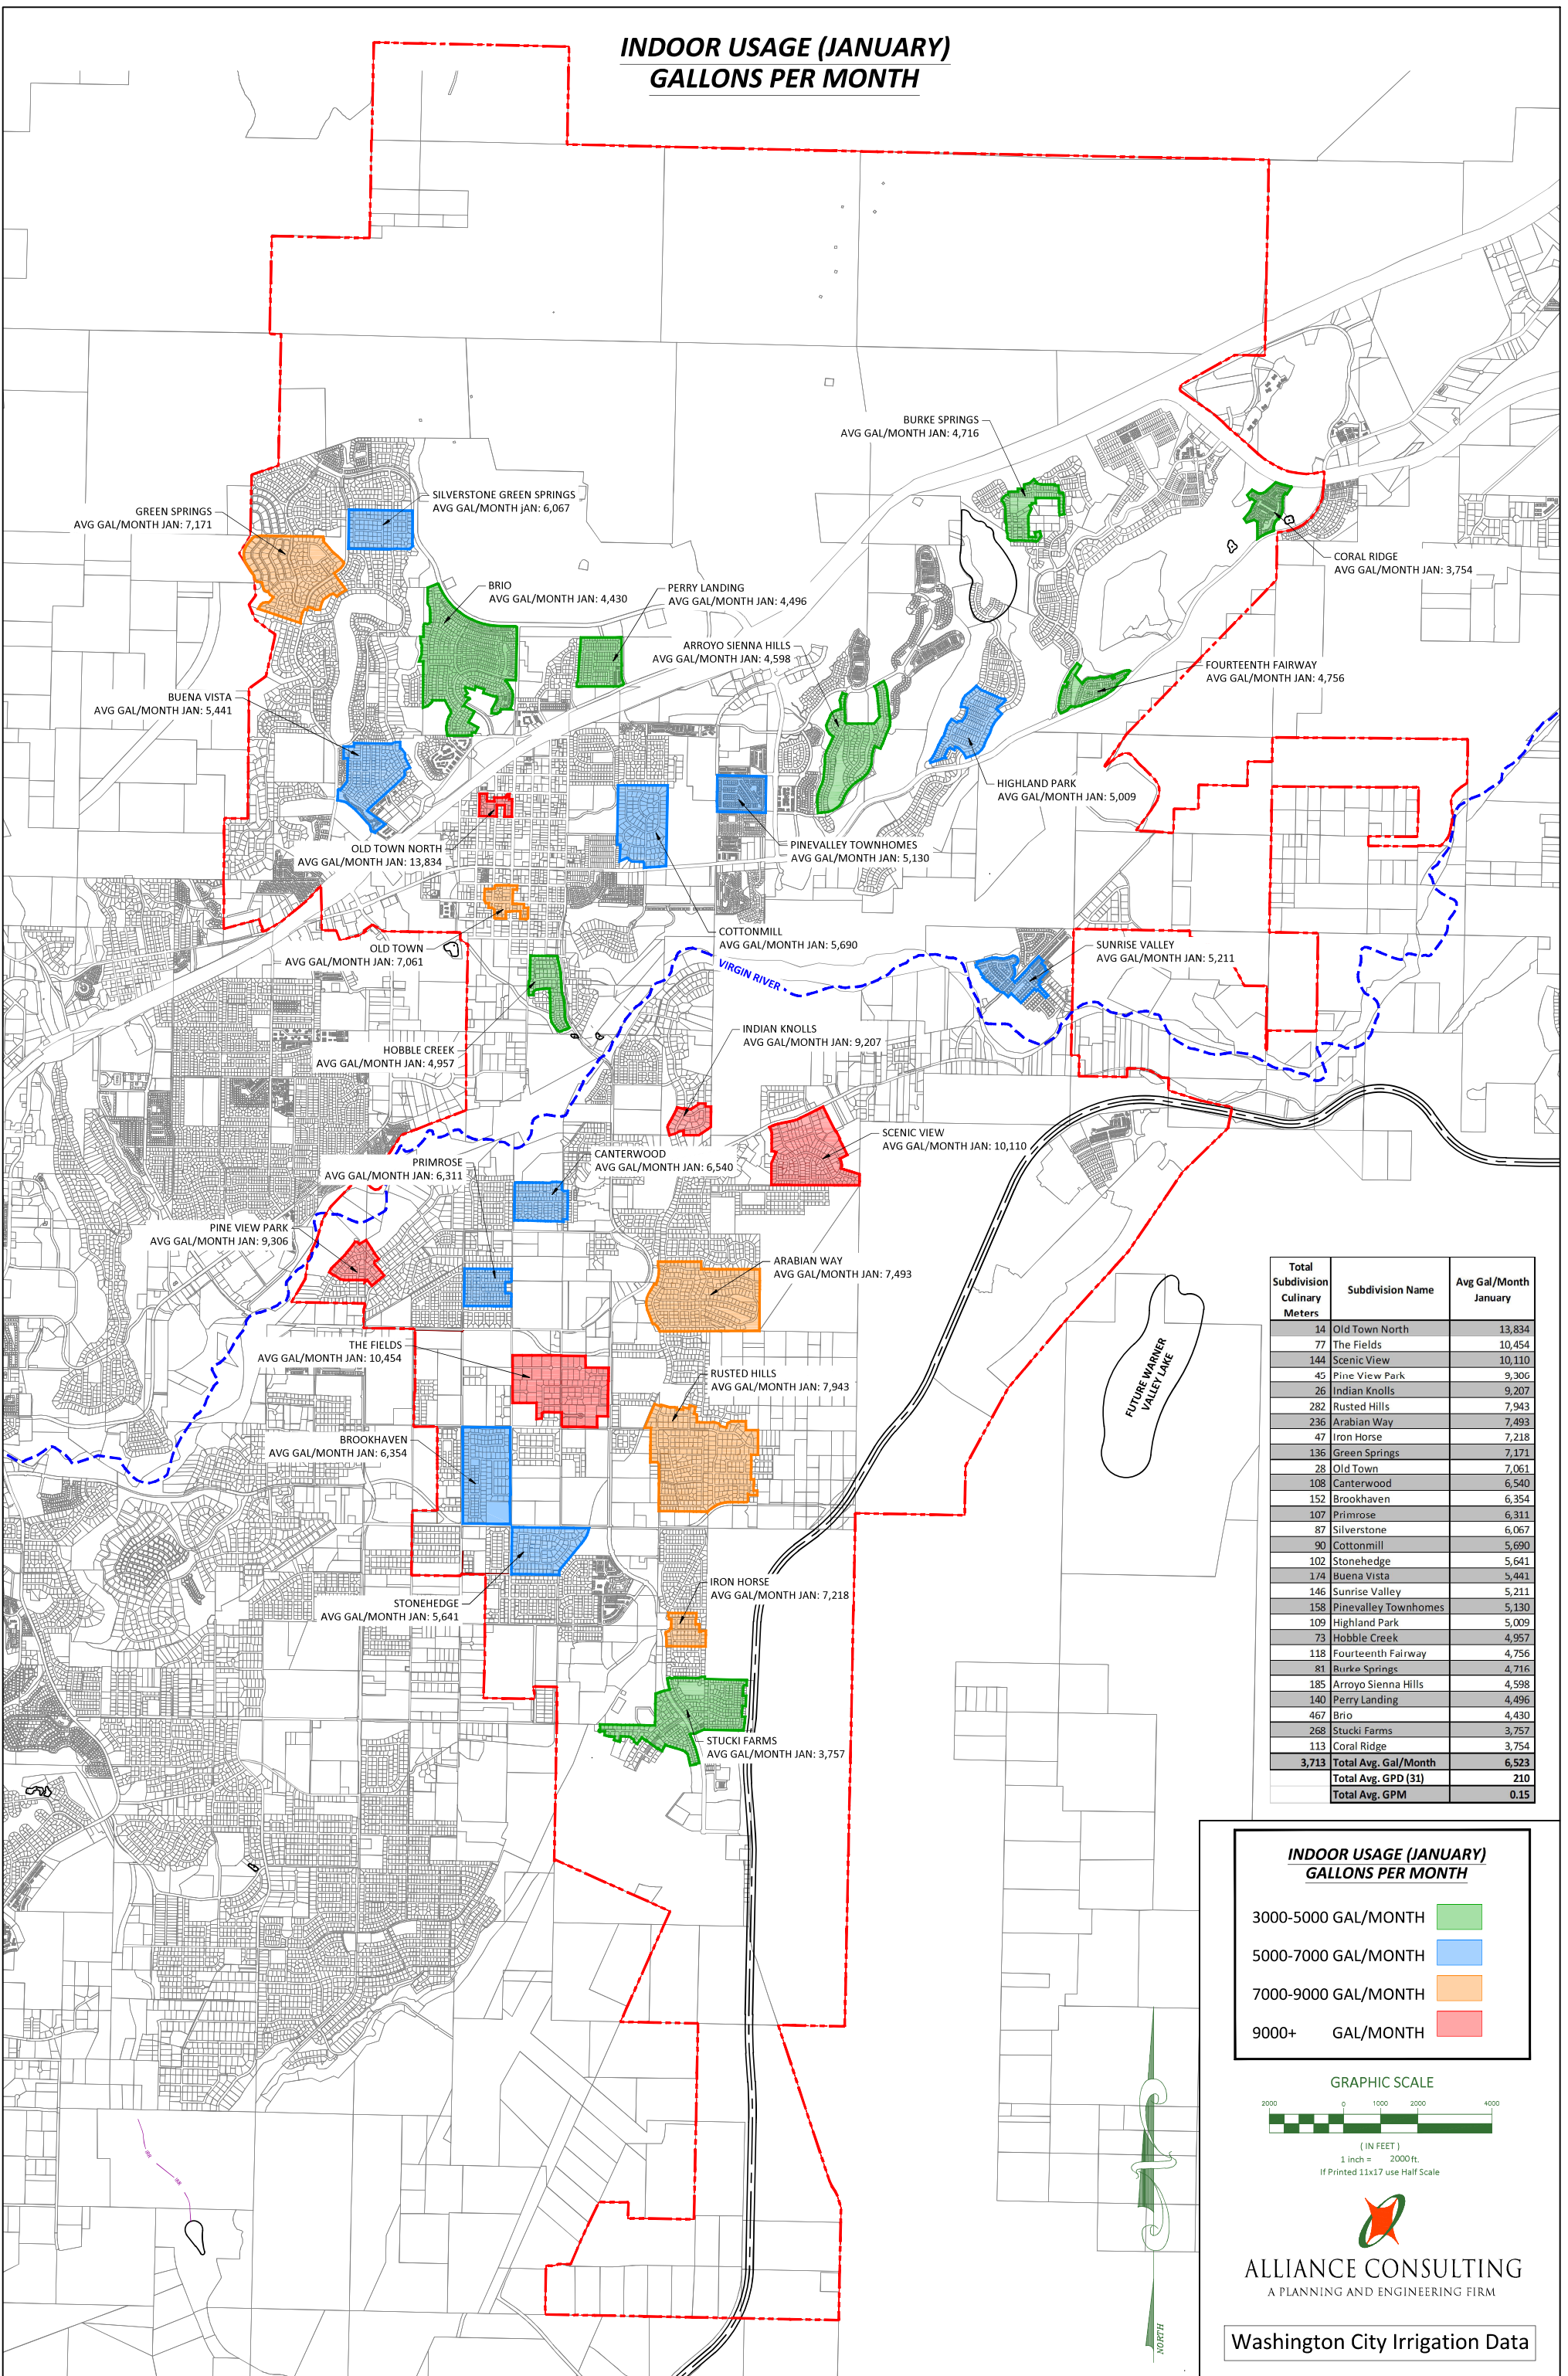 INDOOR USAGE (JANUARY)
GALLONS PER MONTH
BURKE SPRINGS
AVG GAL/MONTH JAN: 4,716
SILVERSTONE GREEN SPRINGS
AVG GAL/MONTH jAN: 6,067
GREEN SPRINGS
AVG GAL/MONTH JAN: 7,171
CORAL RIDGE
AVG GAL/MONTH JAN: 3,754
BRIO
AVG GAL/MONTH JAN: 4,430
PERRY LANDING
AVG GAL/MONTH JAN: 4,496
ARROYO SIENNA HILLS
AVG GAL/MONTH JAN: 4,598
FOURTEENTH FAIRWAY
AVG GAL/MONTH JAN: 4,756
BUENA VISTA
AVG GAL/MONTH JAN: 5,441
HIGHLAND PARK
AVG GAL/MONTH JAN: 5,009
OLD TOWN NORTH
AVG GAL/MONTH JAN: 13,834
PINEVALLEY TOWNHOMES
AVG GAL/MONTH JAN: 5,130
COTTONMILL
AVG GAL/MONTH JAN: 5,690
OLD TOWN
AVG GAL/MONTH JAN: 7,061
SUNRISE VALLEY
AVG GAL/MONTH JAN: 5,211
VIRGIN RIVER
INDIAN KNOLLS
AVG GAL/MONTH JAN: 9,207
HOBBLE CREEK
AVG GAL/MONTH JAN: 4,957
SCENIC VIEW
AVG GAL/MONTH JAN: 10,110
CANTERWOOD
AVG GAL/MONTH JAN: 6,540
PRIMROSE
AVG GAL/MONTH JAN: 6,311
PINE VIEW PARK
AVG GAL/MONTH JAN: 9,306
ARABIAN WAY
AVG GAL/MONTH JAN: 7,493
THE FIELDS
AVG GAL/MONTH JAN: 10,454
RUSTED HILLS
AVG GAL/MONTH JAN: 7,943
FUTURE WARNER
VALLEY LAKE
BROOKHAVEN
AVG GAL/MONTH JAN: 6,354
IRON HORSE
AVG GAL/MONTH JAN: 7,218
STONEHEDGE
AVG GAL/MONTH JAN: 5,641
STUCKI FARMS
AVG GAL/MONTH JAN: 3,757
Total Subdivision Culinary Meters Subdivision Name Avg Gal/Month January
14 Old Town North 13,834
77 The Fields 10,454
144 Scenic View 10,110
45 Pine View Park 9,306
26 Indian Knolls 9,207
282 Rusted Hills 7,943
236 Arabian Way 7,493
47 Iron Horse 7,218
136 Green Springs 7,171
28 Old Town 7,061
108 Canterwood 6,540
152 Brookhaven 6,354
107 Primrose 6,311
87 Silverstone 6,067
90 Cottonmill 5,690
102 Stonehedge 5,641
174 Buena Vista 5,441
146 Sunrise Valley 5,211
158 Pinevalley Townhomes 5,130
109 Highland Park 5,009
73 Hobble Creek 4,957
118 Fourteenth Fairway 4,756
81 Burke Springs 4,716
185 Arroyo Sienna Hills 4,598
140 Perry Landing 4,496
467 Brio 4,430
268 Stucki Farms 3,757
113 Coral Ridge 3,754
3,713 Total Avg. Gal/Month 6,523
Total Avg. GPD (31) 210
Total Avg. GPM 0.15
INDOOR USAGE (JANUARY)
GALLONS PER MONTH
3000-5000 GAL/MONTH
5000-7000 GAL/MONTH
7000-9000 GAL/MONTH
9000+ GAL/MONTH
GRAPHIC SCALE
2000 0 1000 2000 4000
( IN FEET )
1 inch = 2000 ft.
If Printed 11x17 use Half Scale
NORTH
ALLIANCE CONSULTING
A PLANNING AND ENGINEERING FIRM
Washington City Irrigation Data